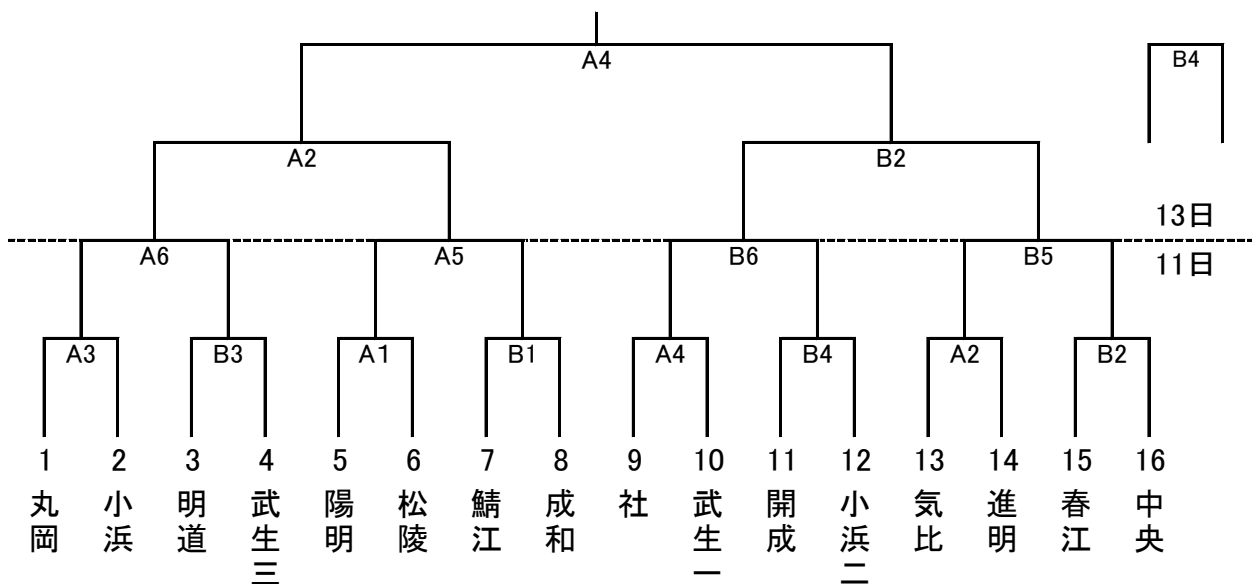 A4
B4
A2
B2
13日
A6
A5
B6
B5
11日
A3
B3
A1
B1
A4
B4
A2
B2
1 2 3 4 5 6 7 8 9 10 11 12 13 14 15 16
丸岡
小浜
明道
武生三
陽明
松陵
鯖江
成和
社
武生一
開成
小浜二
気比
進明
春江
中央